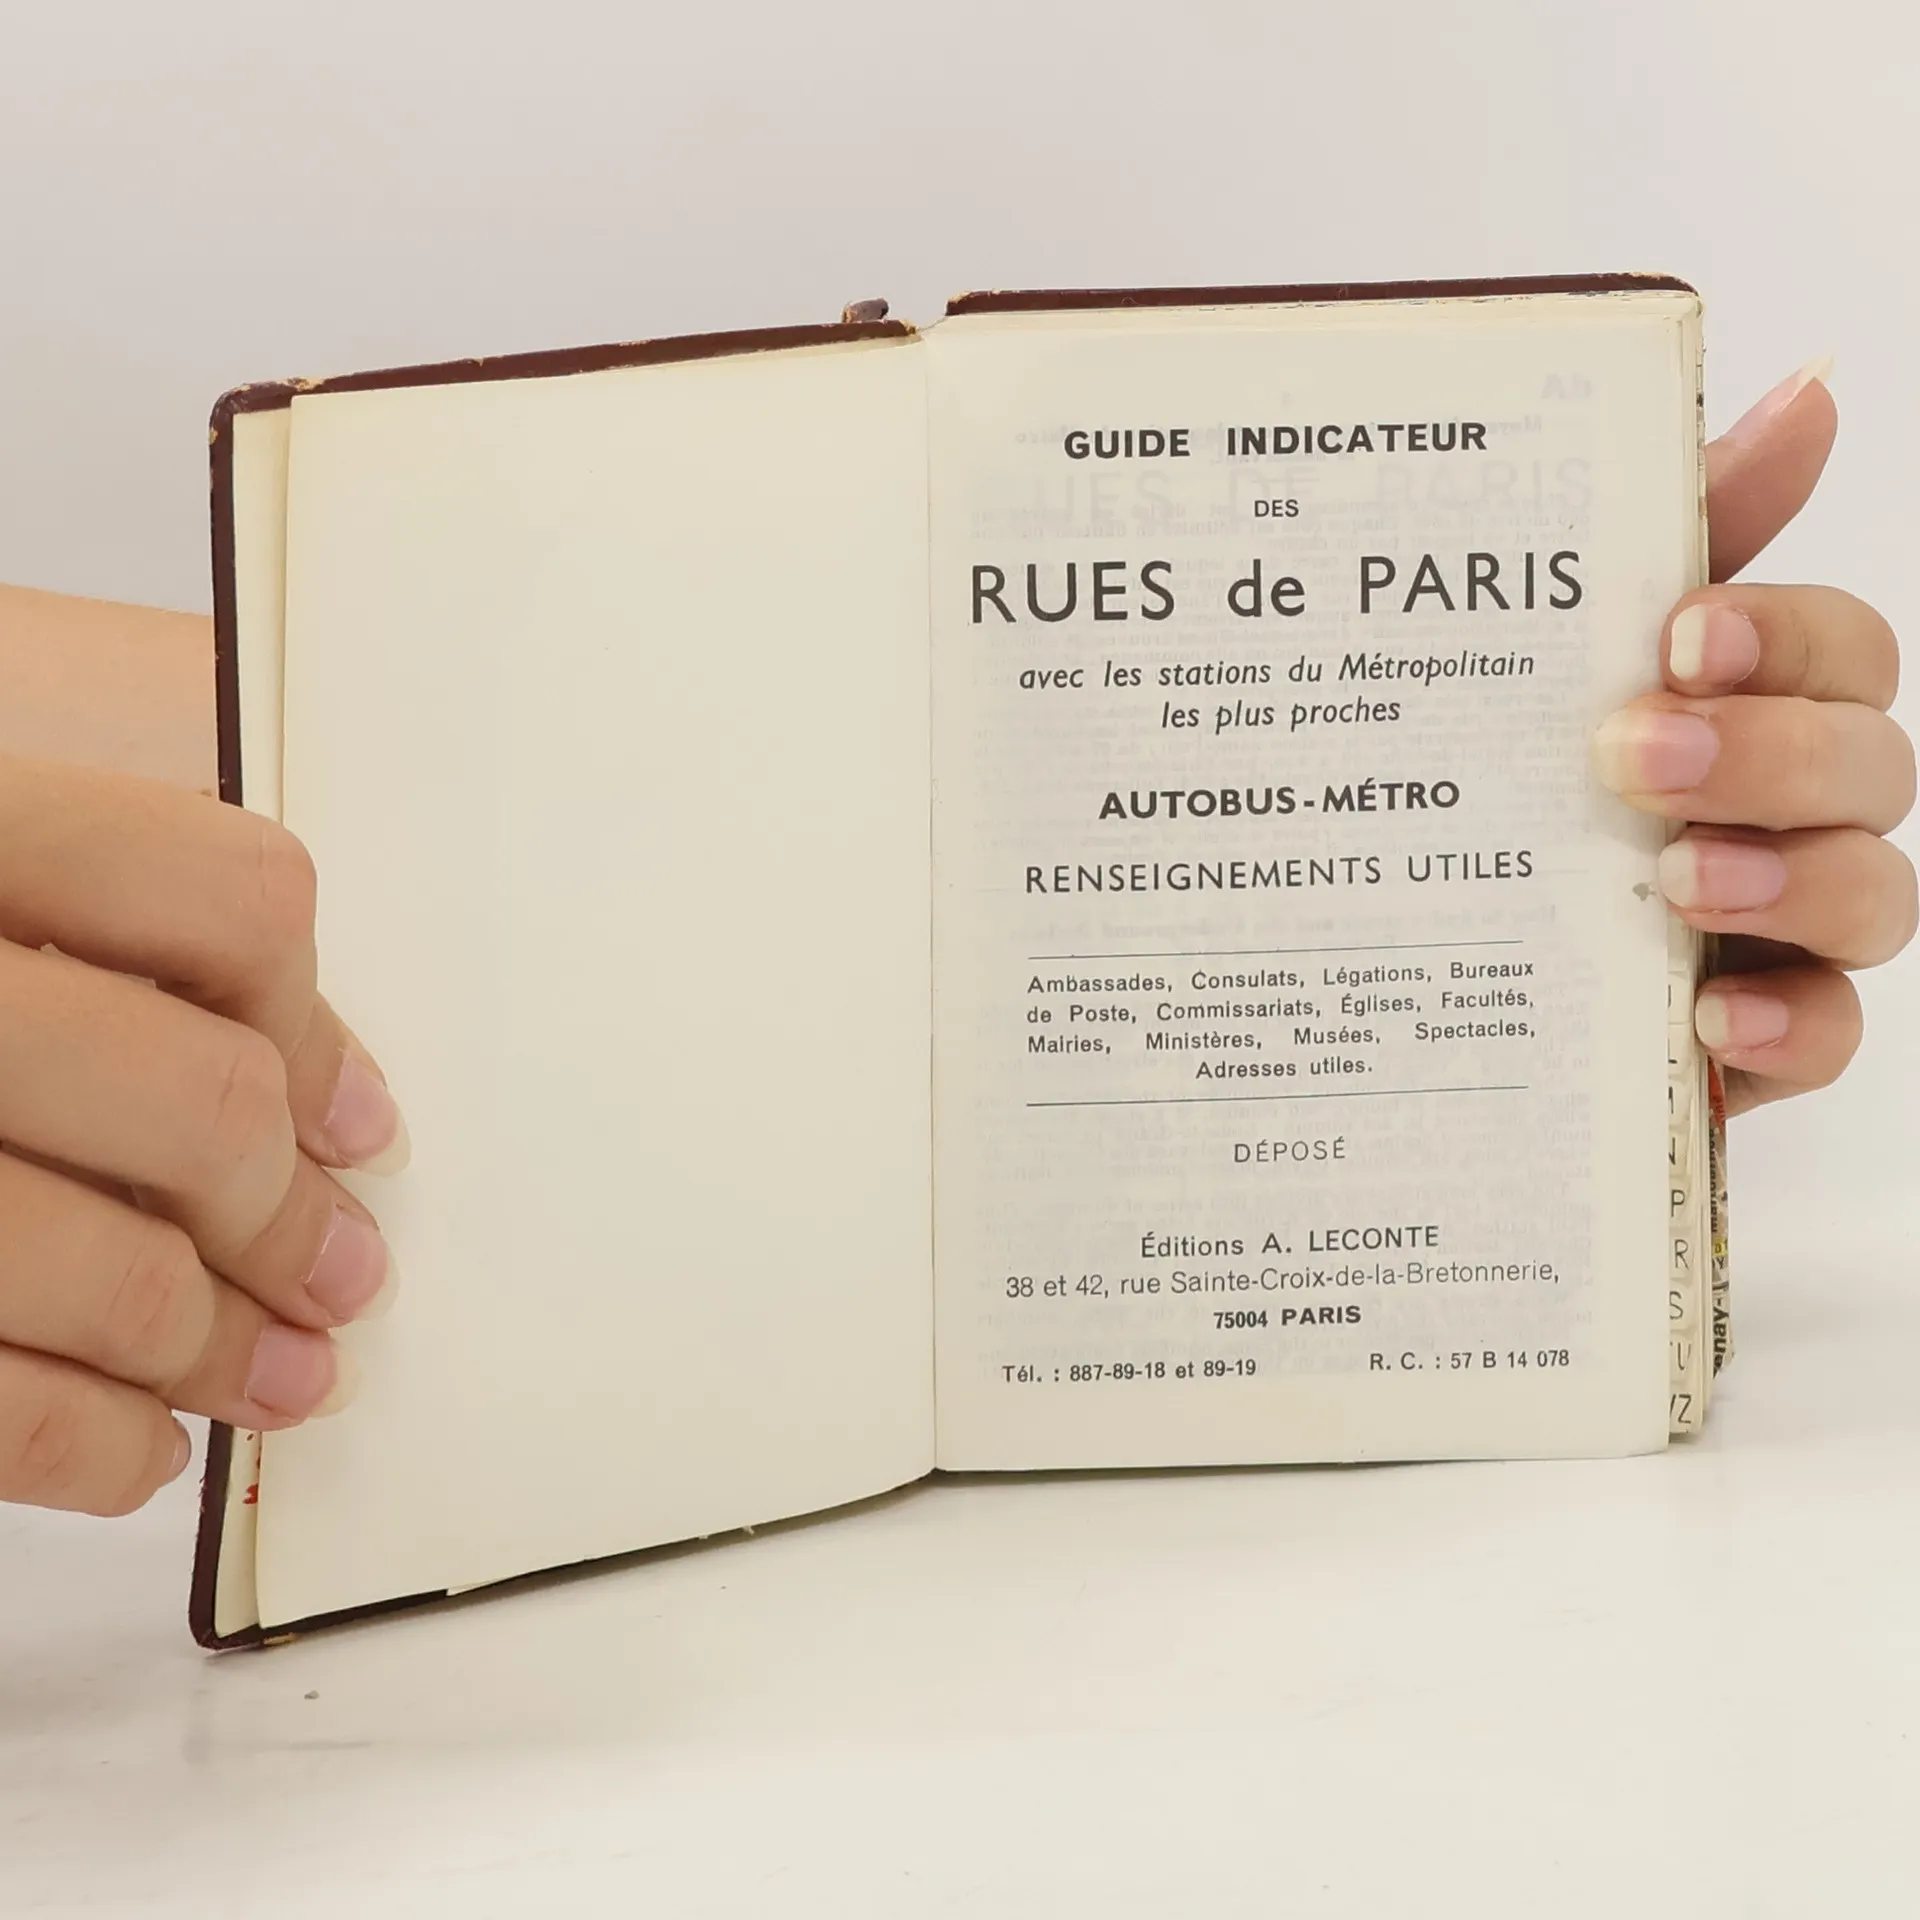 GUIDE INDICATEUR
DES
RUES de PARIS
avec les stations du Métropolitain
les plus proches
AUTOBUS-MÉTRO
RENSEIGNEMENTS UTILES
Ambassades, Consulats, Légations, Bureaux
de Poste, Commissariats, Églises, Facultés,
Mairies, Ministères, Musées, Spectacles,
Adresses utiles.
DÉPOSÉ
Éditions A. LECONTE
38 et 42, rue Sainte-Croix-de-la-Bretonnerie,
75004 PARIS
Tél. : 887-89-18 et 89-19 R. C. : 57 B 14 078
J
L
M
N
P
R
S
U
VZ